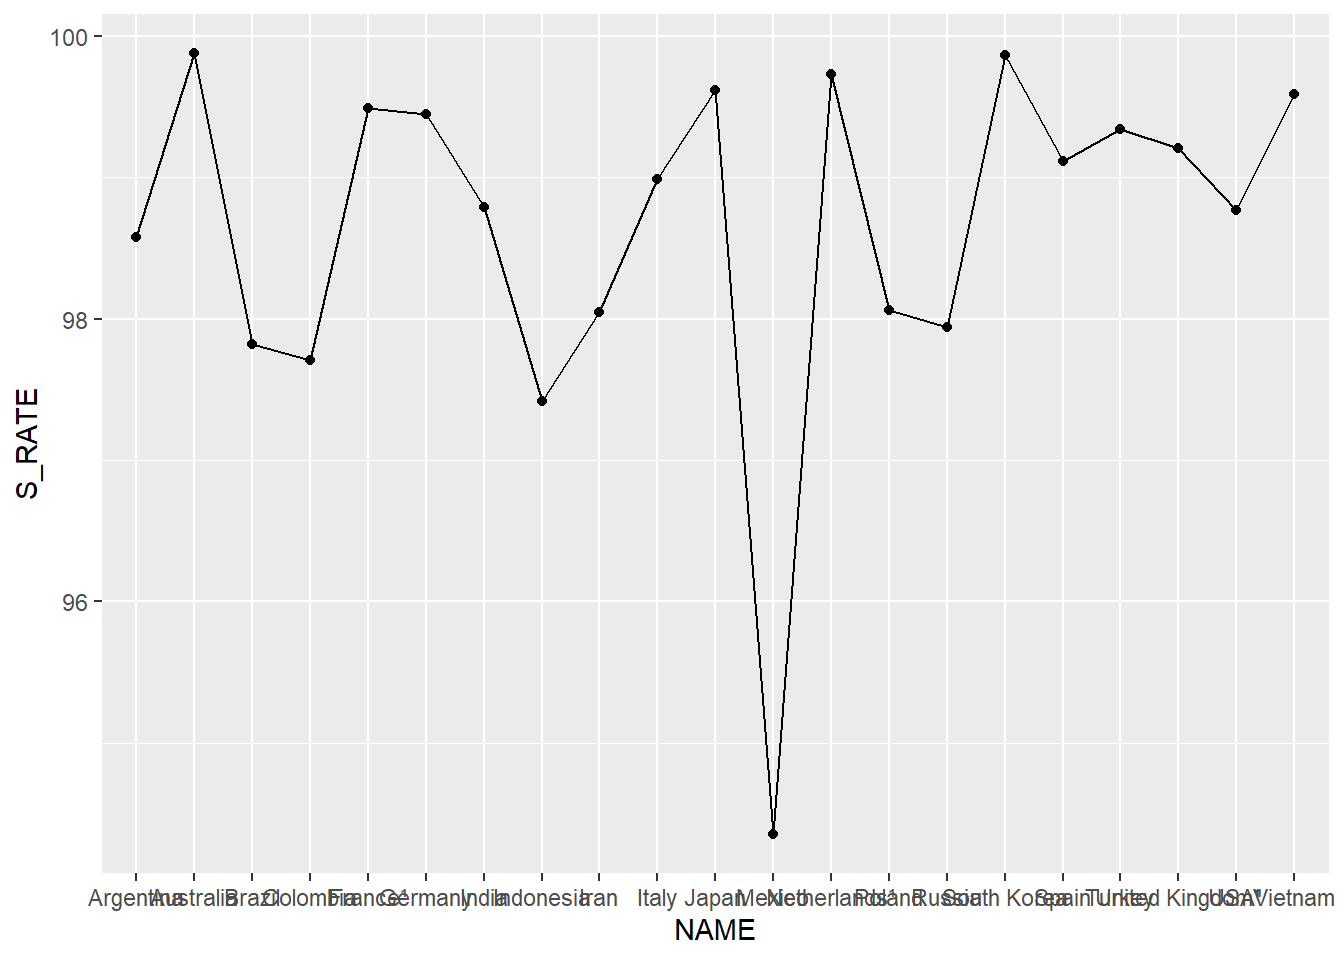 100
98
96
S_RATE
Argentina Australia Brazil Colombia France Germany India Indonesia Iran Italy Japan Mexico Netherlands Poland Russia South Korea Spain Turkey United Kingdom USA Vietnam
NAME